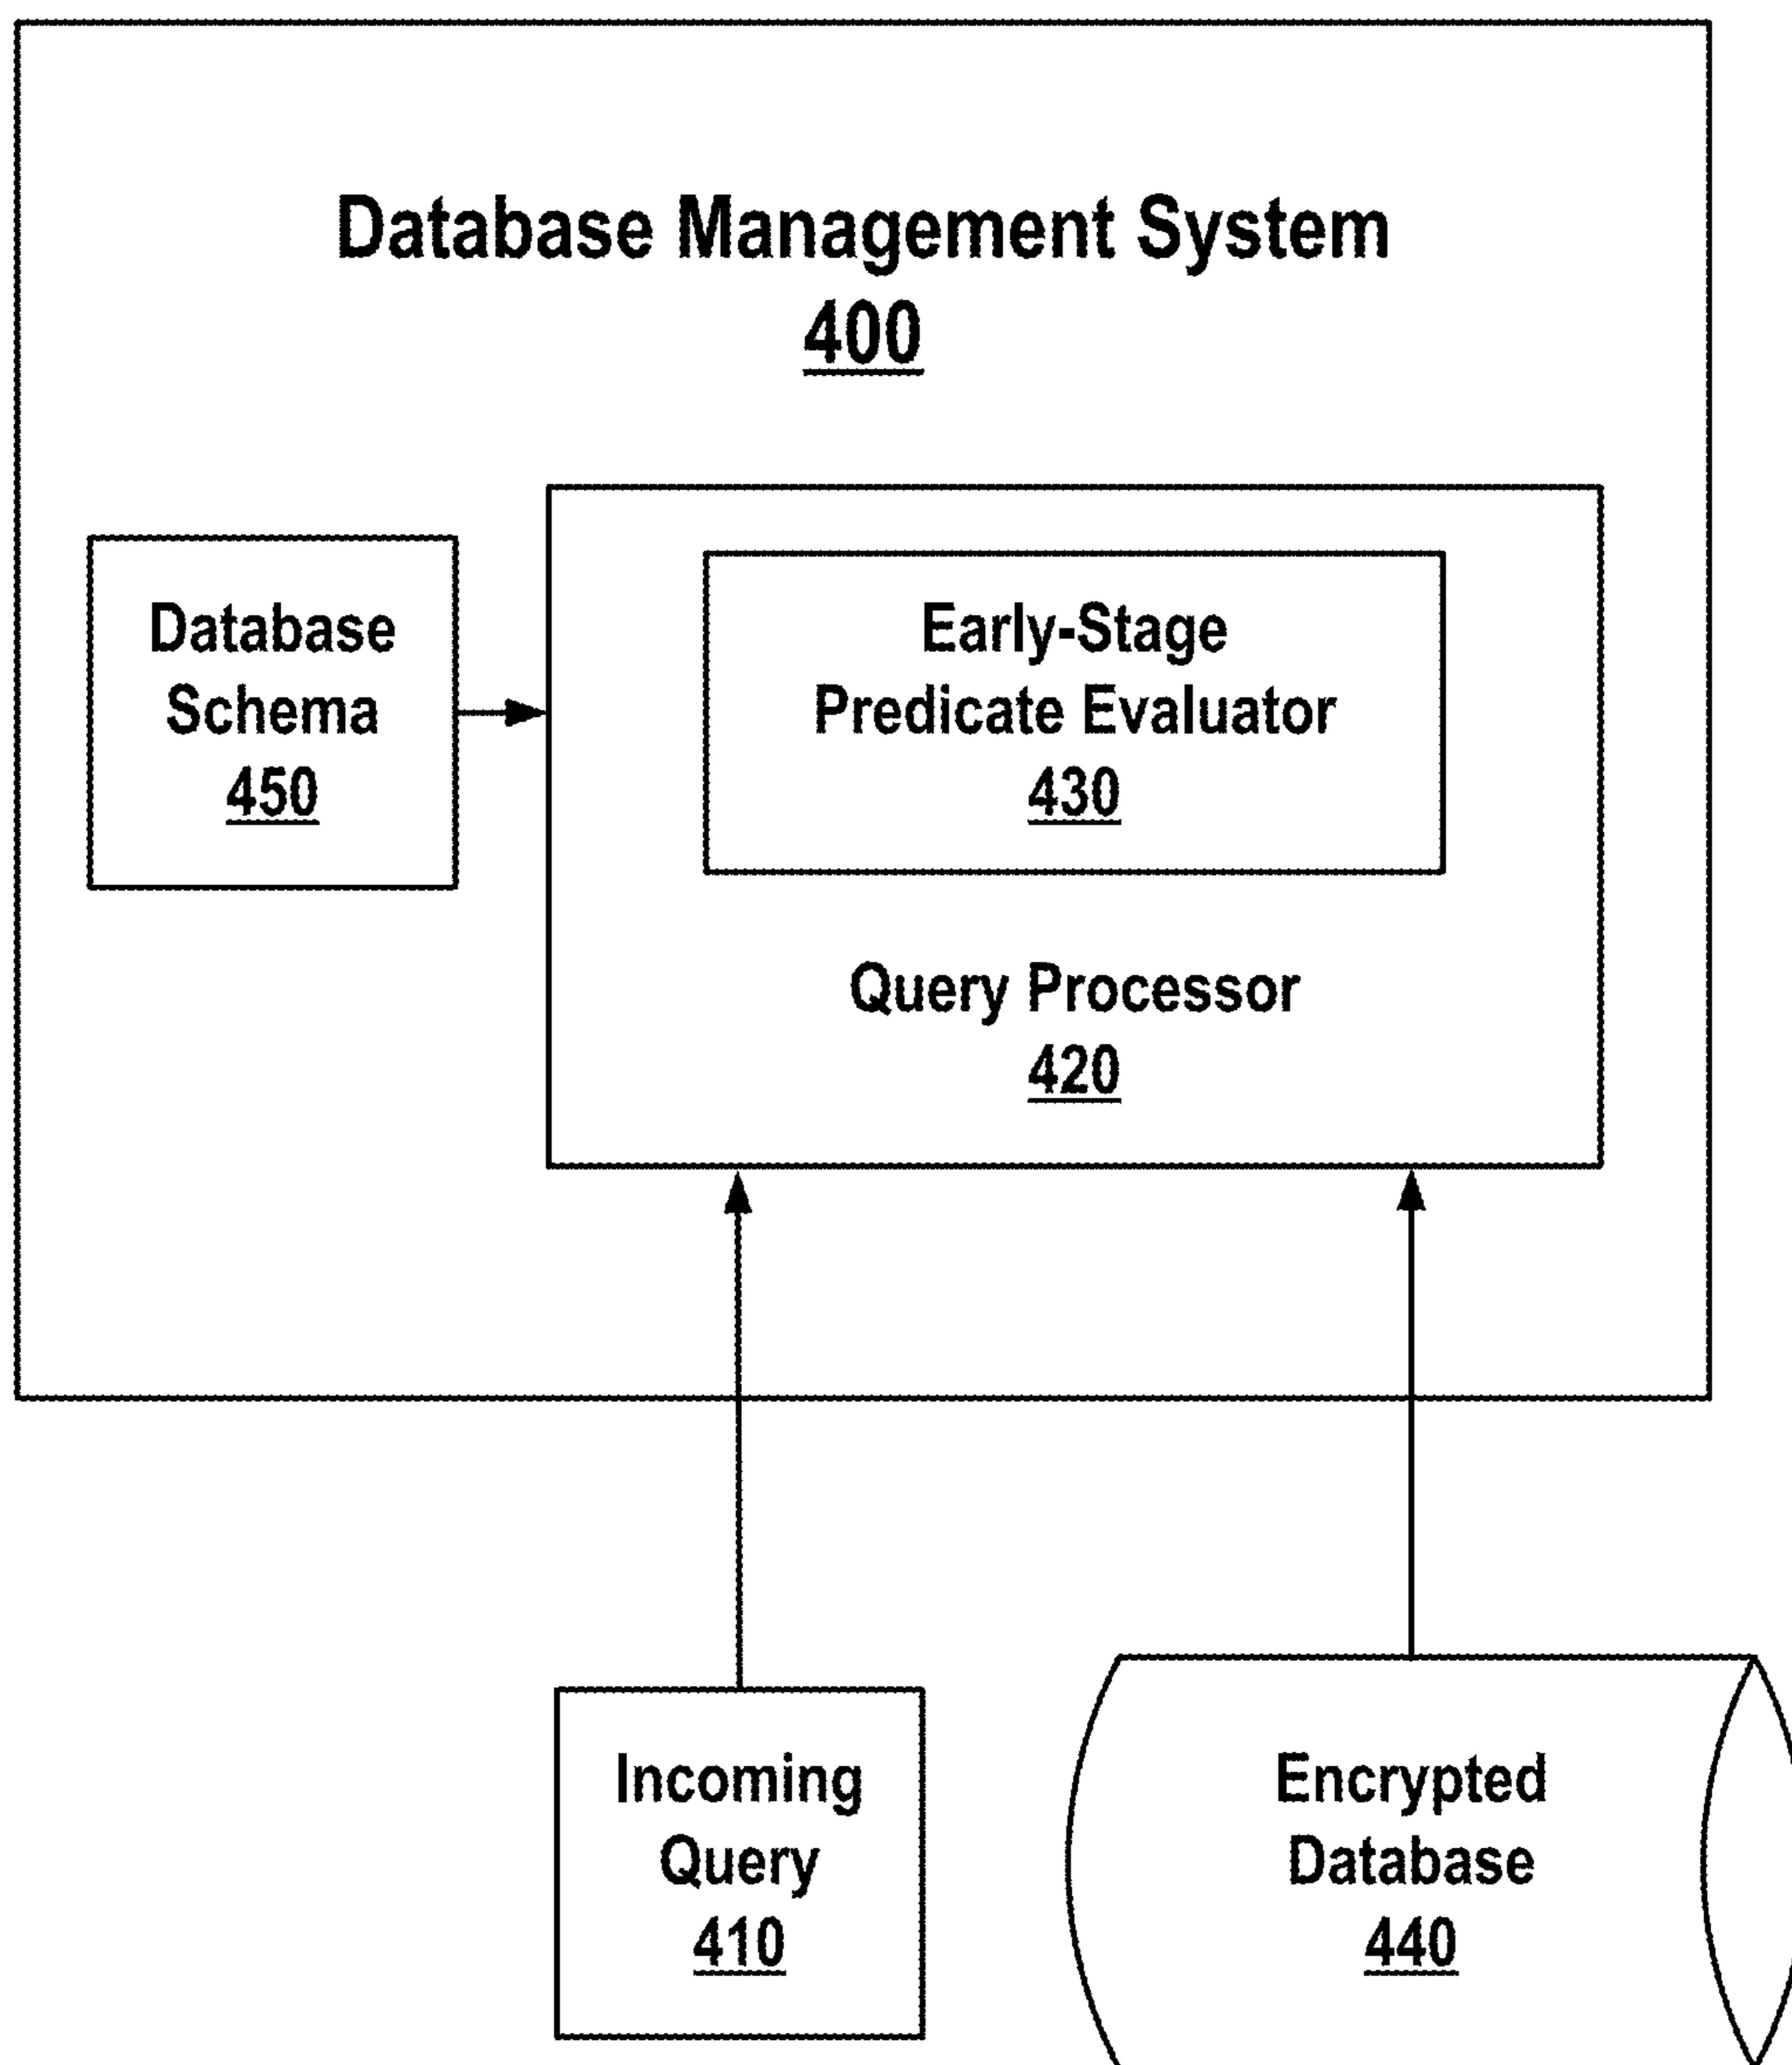 Database Management System
400
Database
Schema
450
Early-Stage
Predicate Evaluator
430
Query Processor
420
Incoming
Query
410
Encrypted
Database
440